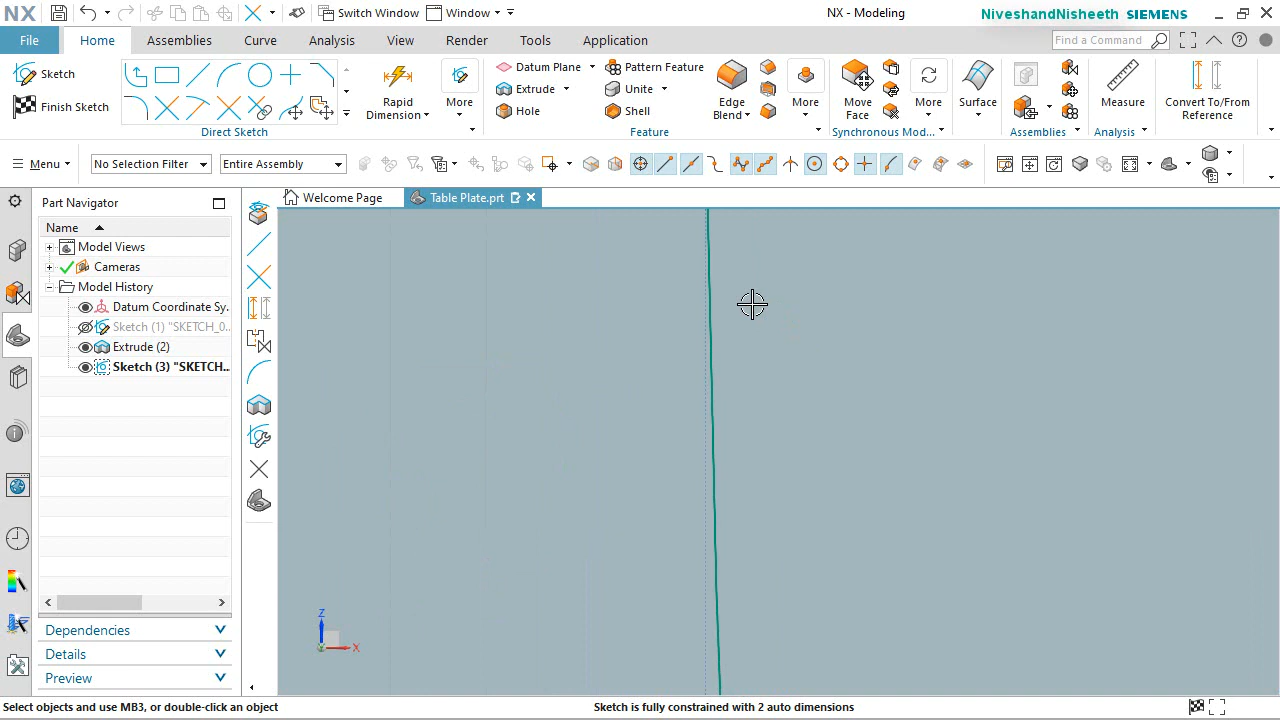 NX
Switch Window
Window
NX - Modeling
NiveshandNisheeth SIEMENS
File
Home
Assemblies
Curve
Analysis
View
Render
Tools
Application
Find a Command
Sketch
Finish Sketch
Direct Sketch
Rapid Dimension
More
Datum Plane
Extrude
Hole
Pattern Feature
Unite
Shell
Edge Blend
More
Feature
Move Face
More
Synchronous Mod...
Surface
Assemblies
Measure
Analysis
Convert To/From Reference
Menu
No Selection Filter
Entire Assembly
Part Navigator
Welcome Page
Table Plate.prt
Name
Model Views
Cameras
Model History
Datum Coordinate Sy.
Sketch (1) "SKETCH_0..
Extrude (2)
Sketch (3) "SKETCH..
Z
X
Dependencies
Details
Preview
Select objects and use MB3, or double-click an object
Sketch is fully constrained with 2 auto dimensions